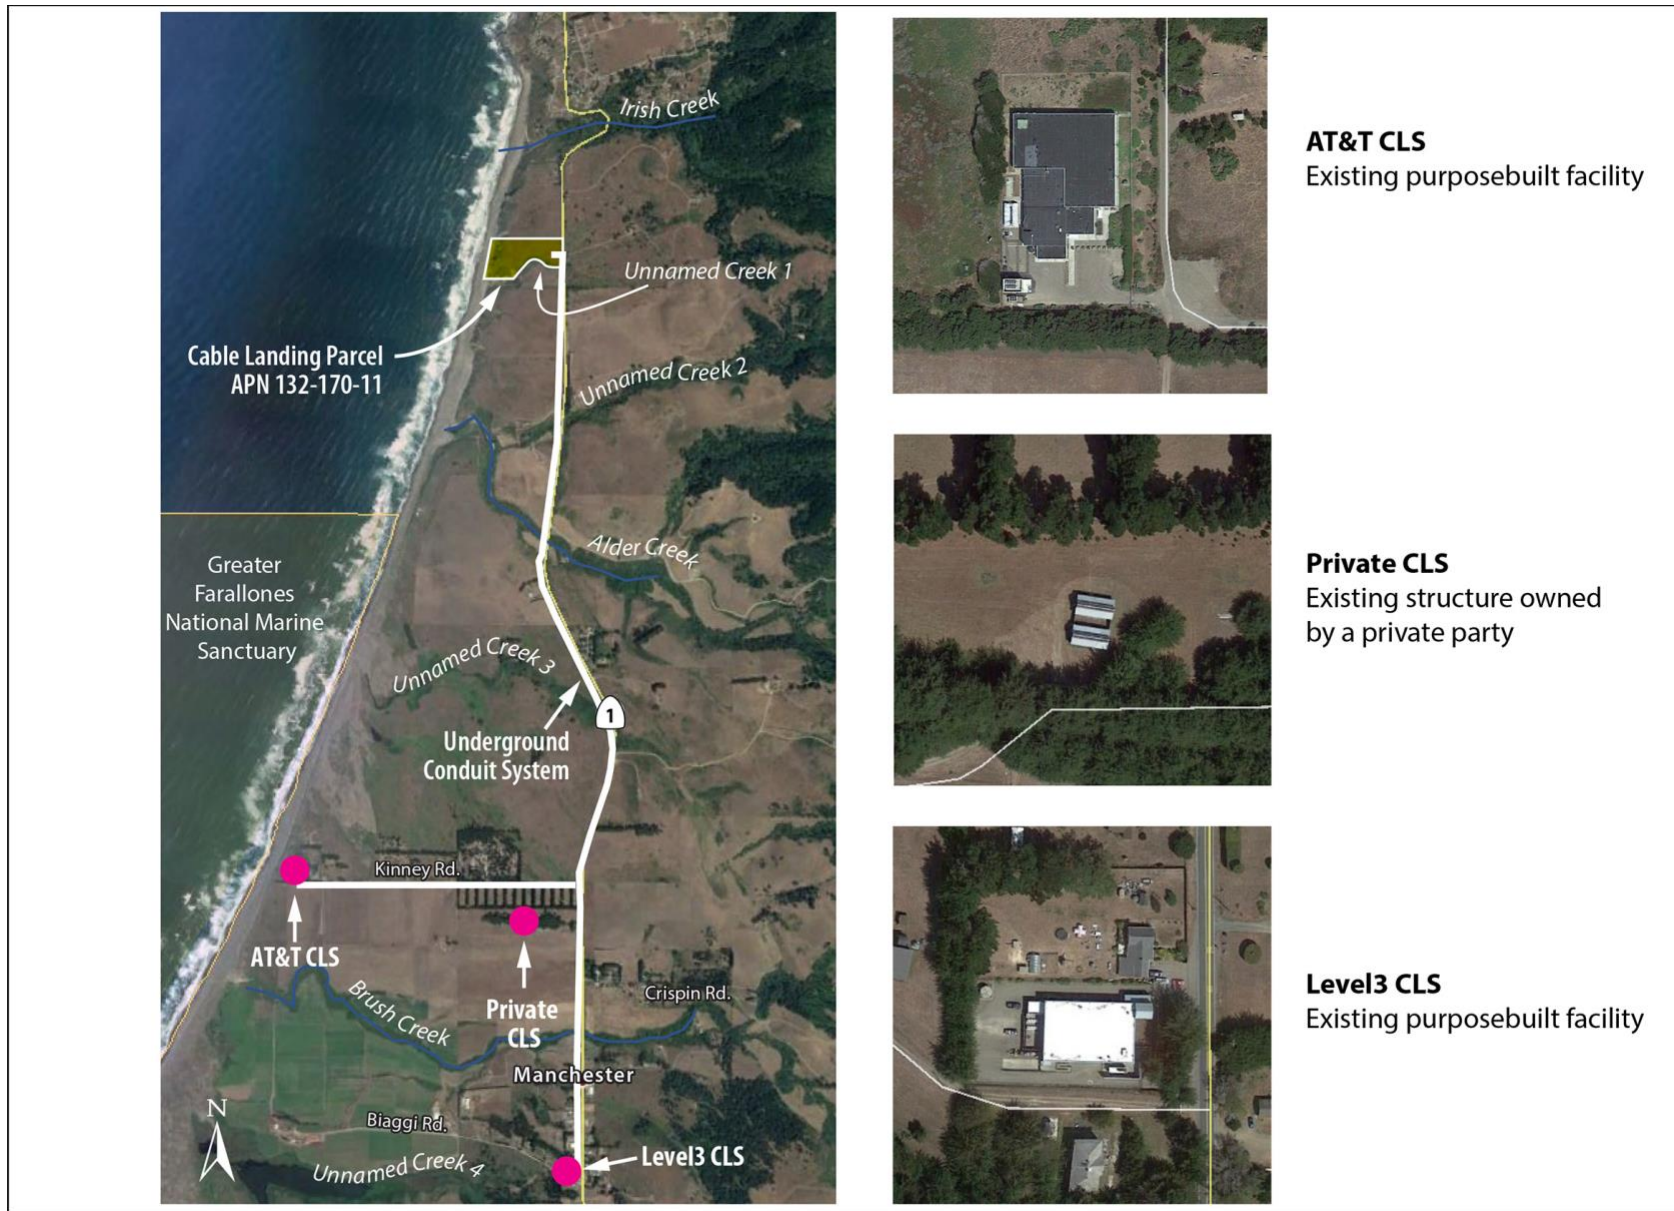 Irish Creek
Unnamed Creek 1
Cable Landing Parcel
APN 132-170-11
Unnamed Creek 2
Alder Creek
Greater
Farallones
National Marine
Sanctuary
Unnamed Creek 3
1
Underground
Conduit System
Kinney Rd.
AT&T CLS
Private
CLS
Crispin Rd.
Brush Creek
Manchester
N
Biaggi Rd.
Unnamed Creek 4
Level3 CLS
AT&T CLS
Existing purposebuilt facility
Private CLS
Existing structure owned
by a private party
Level3 CLS
Existing purposebuilt facility